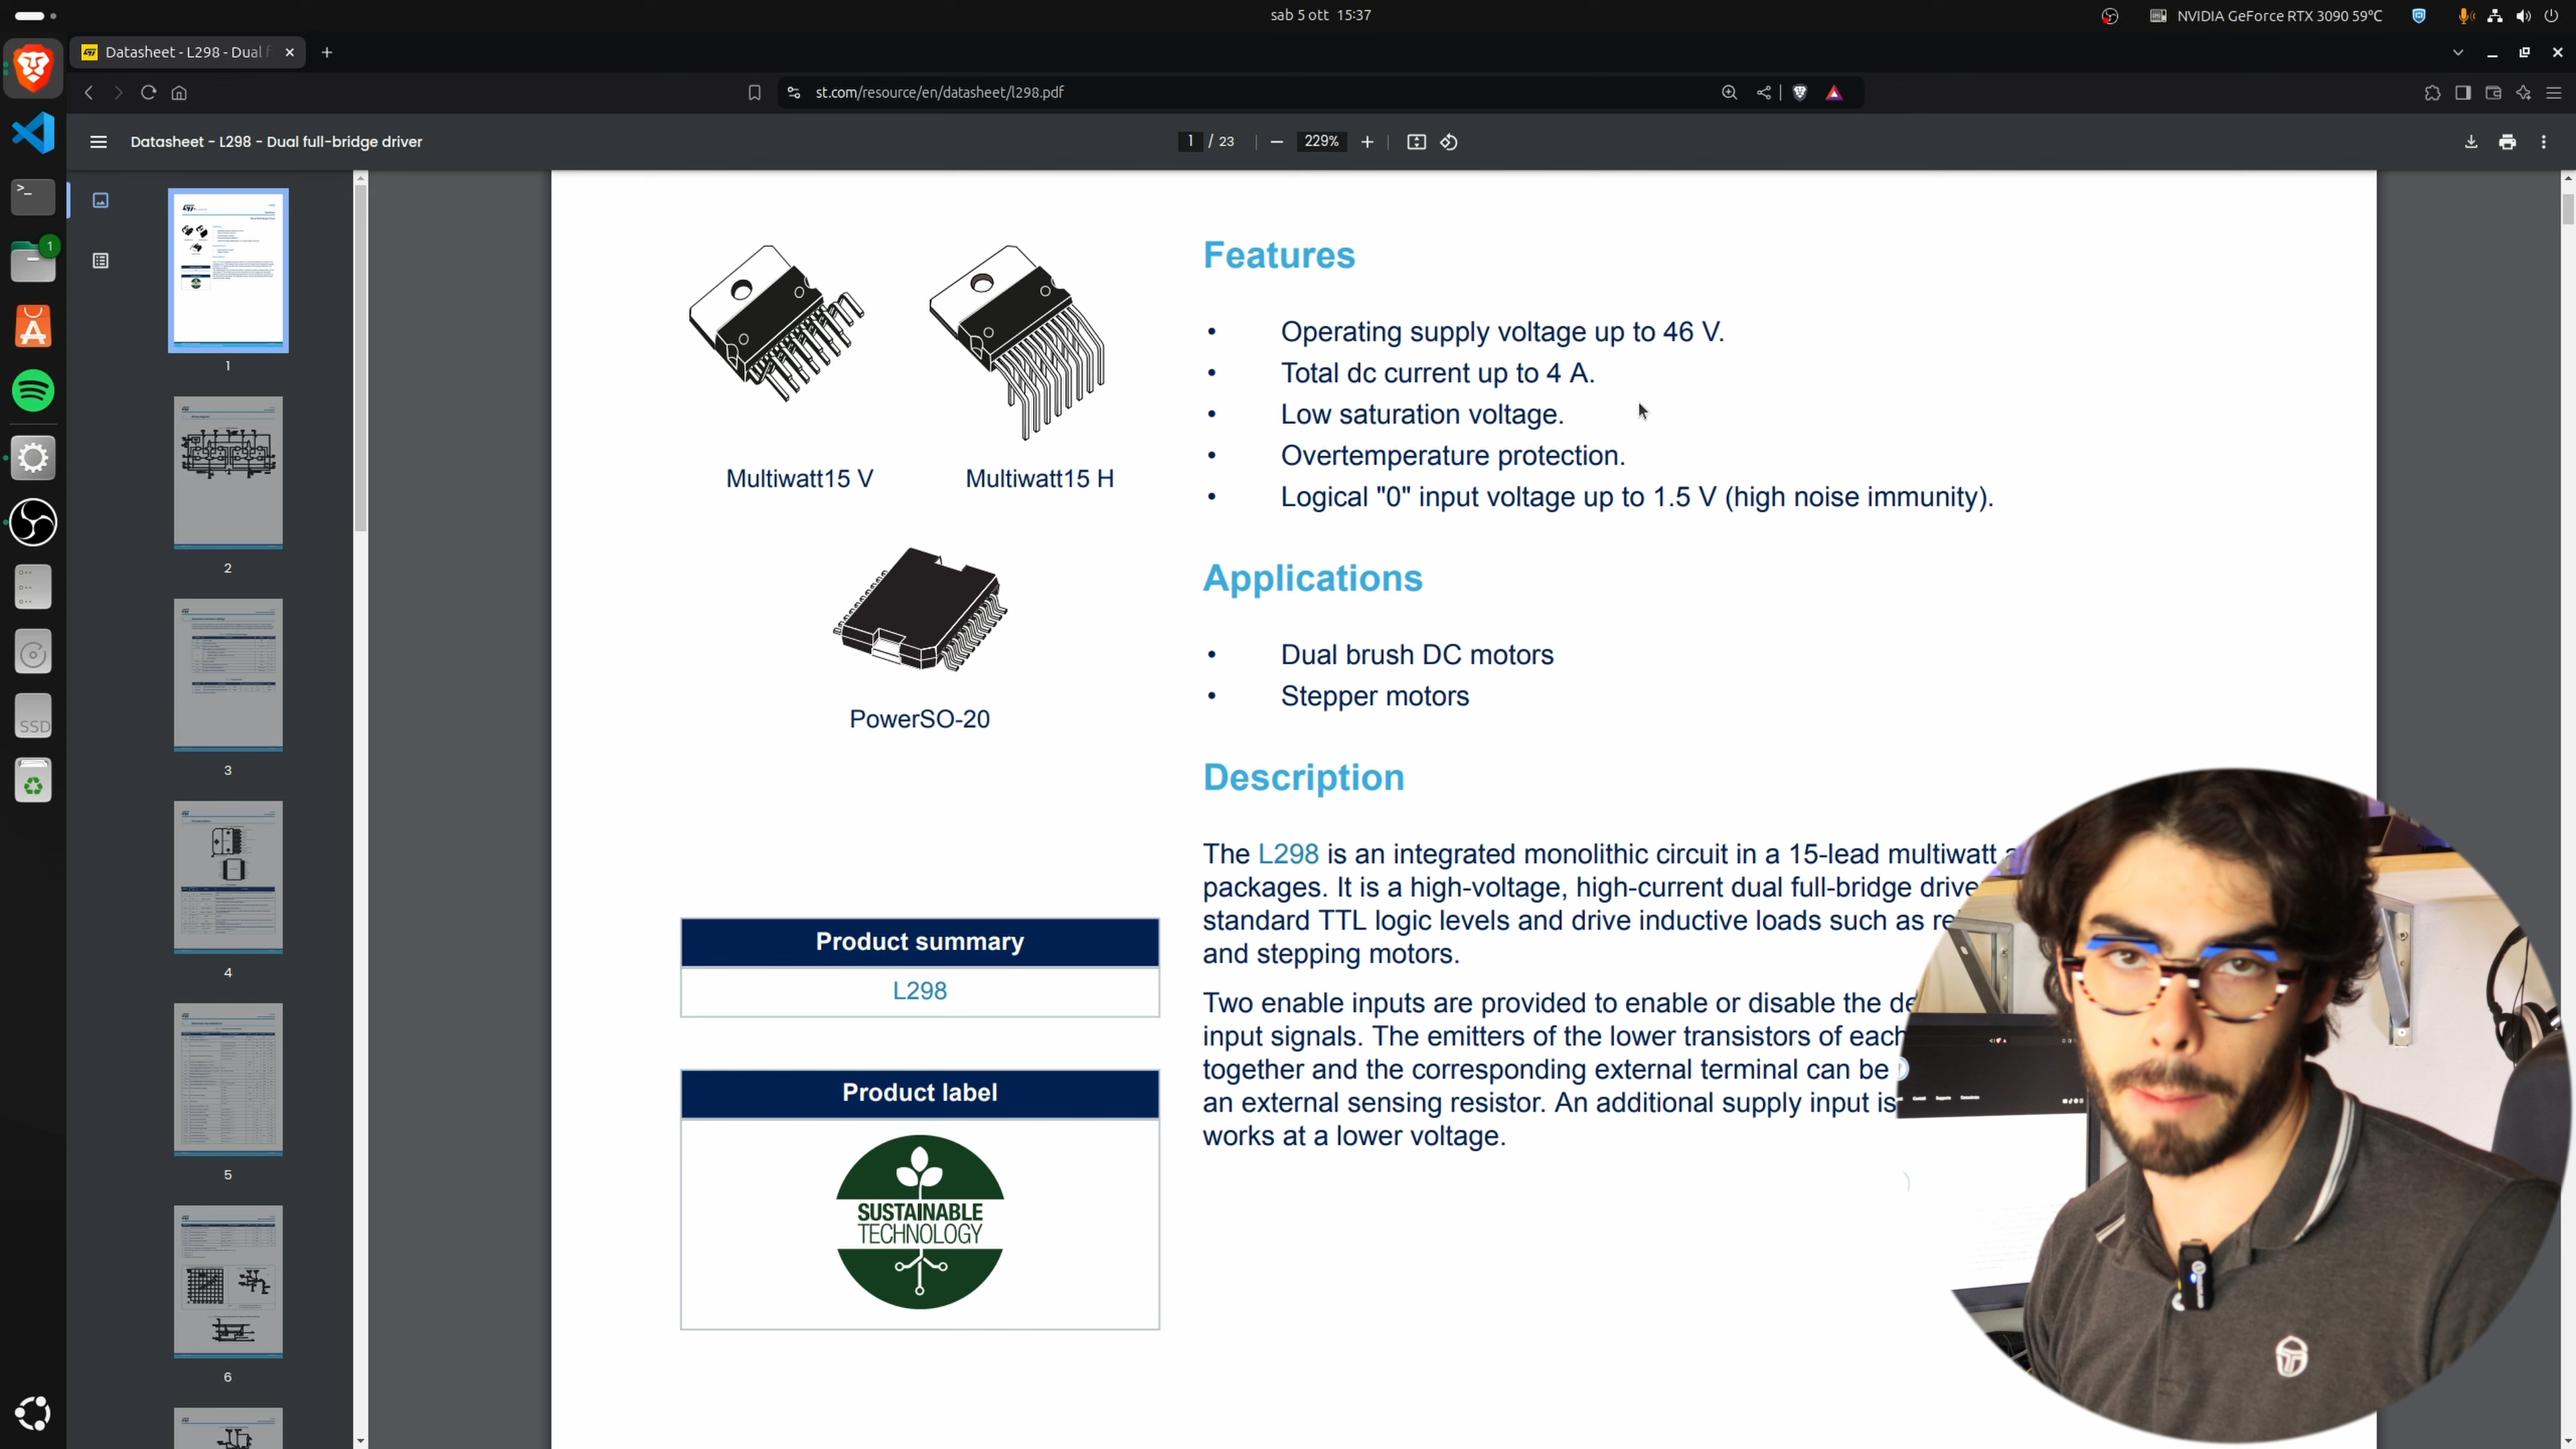 sab 5 ott 15:37
NVIDIA GeForce RTX 3090 59°C
Datasheet - L298 - Dual f
st.com/resource/en/datasheet/l298.pdf
Datasheet – L298 – Dual full-bridge driver
1 / 23
229%
1
1
2
3
4
5
6
SSD
Multiwatt15 V
Multiwatt15 H
PowerSO-20
Product summary
L298
Product label
SUSTAINABLE
TECHNOLOGY
Features
• Operating supply voltage up to 46 V.
• Total dc current up to 4 A.
• Low saturation voltage.
• Overtemperature protection.
• Logical "0" input voltage up to 1.5 V (high noise immunity).
Applications
• Dual brush DC motors
• Stepper motors
Description
The L298 is an integrated monolithic circuit in a 15-lead multiwatt
packages. It is a high-voltage, high-current dual full-bridge drive
standard TTL logic levels and drive inductive loads such as re
and stepping motors.
Two enable inputs are provided to enable or disable the de
input signals. The emitters of the lower transistors of each
together and the corresponding external terminal can be
an external sensing resistor. An additional supply input is
works at a lower voltage.